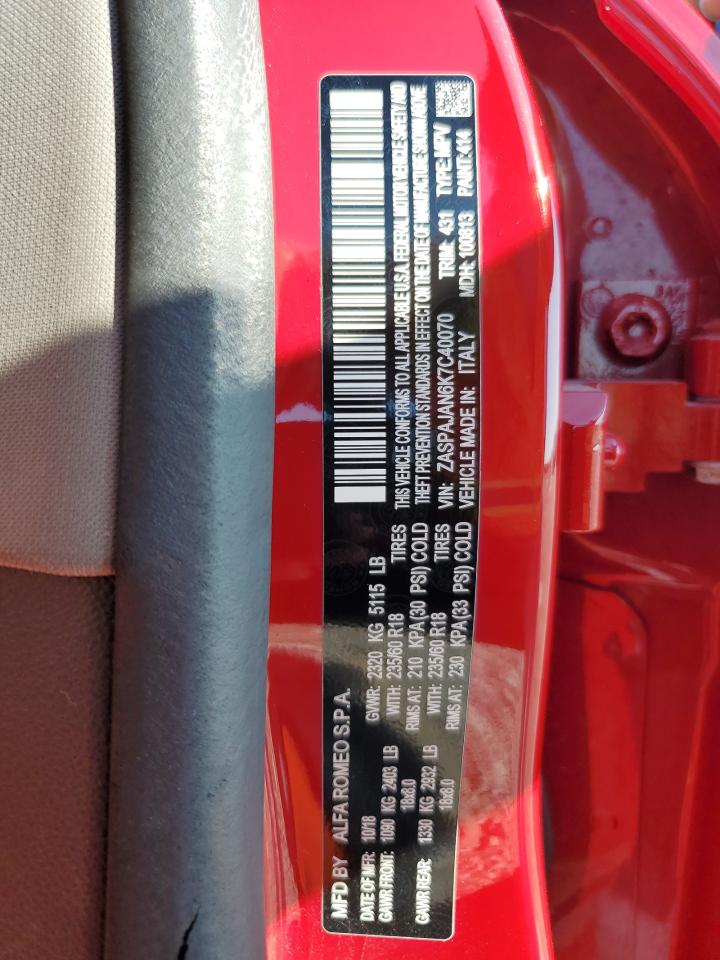 MFD BY ALFA ROMEO S.P.A.
DATE OF MFR: 10/18 GVWR: 2320 KG 5115 LB
GAWR FRONT: 1090 KG 2403 LB WITH: 235/60 R18 TIRES
18x8.0 RIMS AT: 210 KPA(30 PSI) COLD
GAWR REAR: 1330 KG 2932 LB WITH: 235/60 R18 TIRES
18x8.0 RIMS AT: 230 KPA(33 PSI) COLD
THIS VEHICLE CONFORMS TO ALL APPLICABLE U.S.A. FEDERAL MOTOR VEHICLE SAFETY AND
THEFT PREVENTION STANDARDS IN EFFECT ON THE DATE OF MANUFACTURE SHOWN ABOVE
VIN: ZASPAJAN6K7C40070 TRIM: 431 TYPE: MPV
VEHICLE MADE IN: ITALY MDH: 100813 PAINT: 414